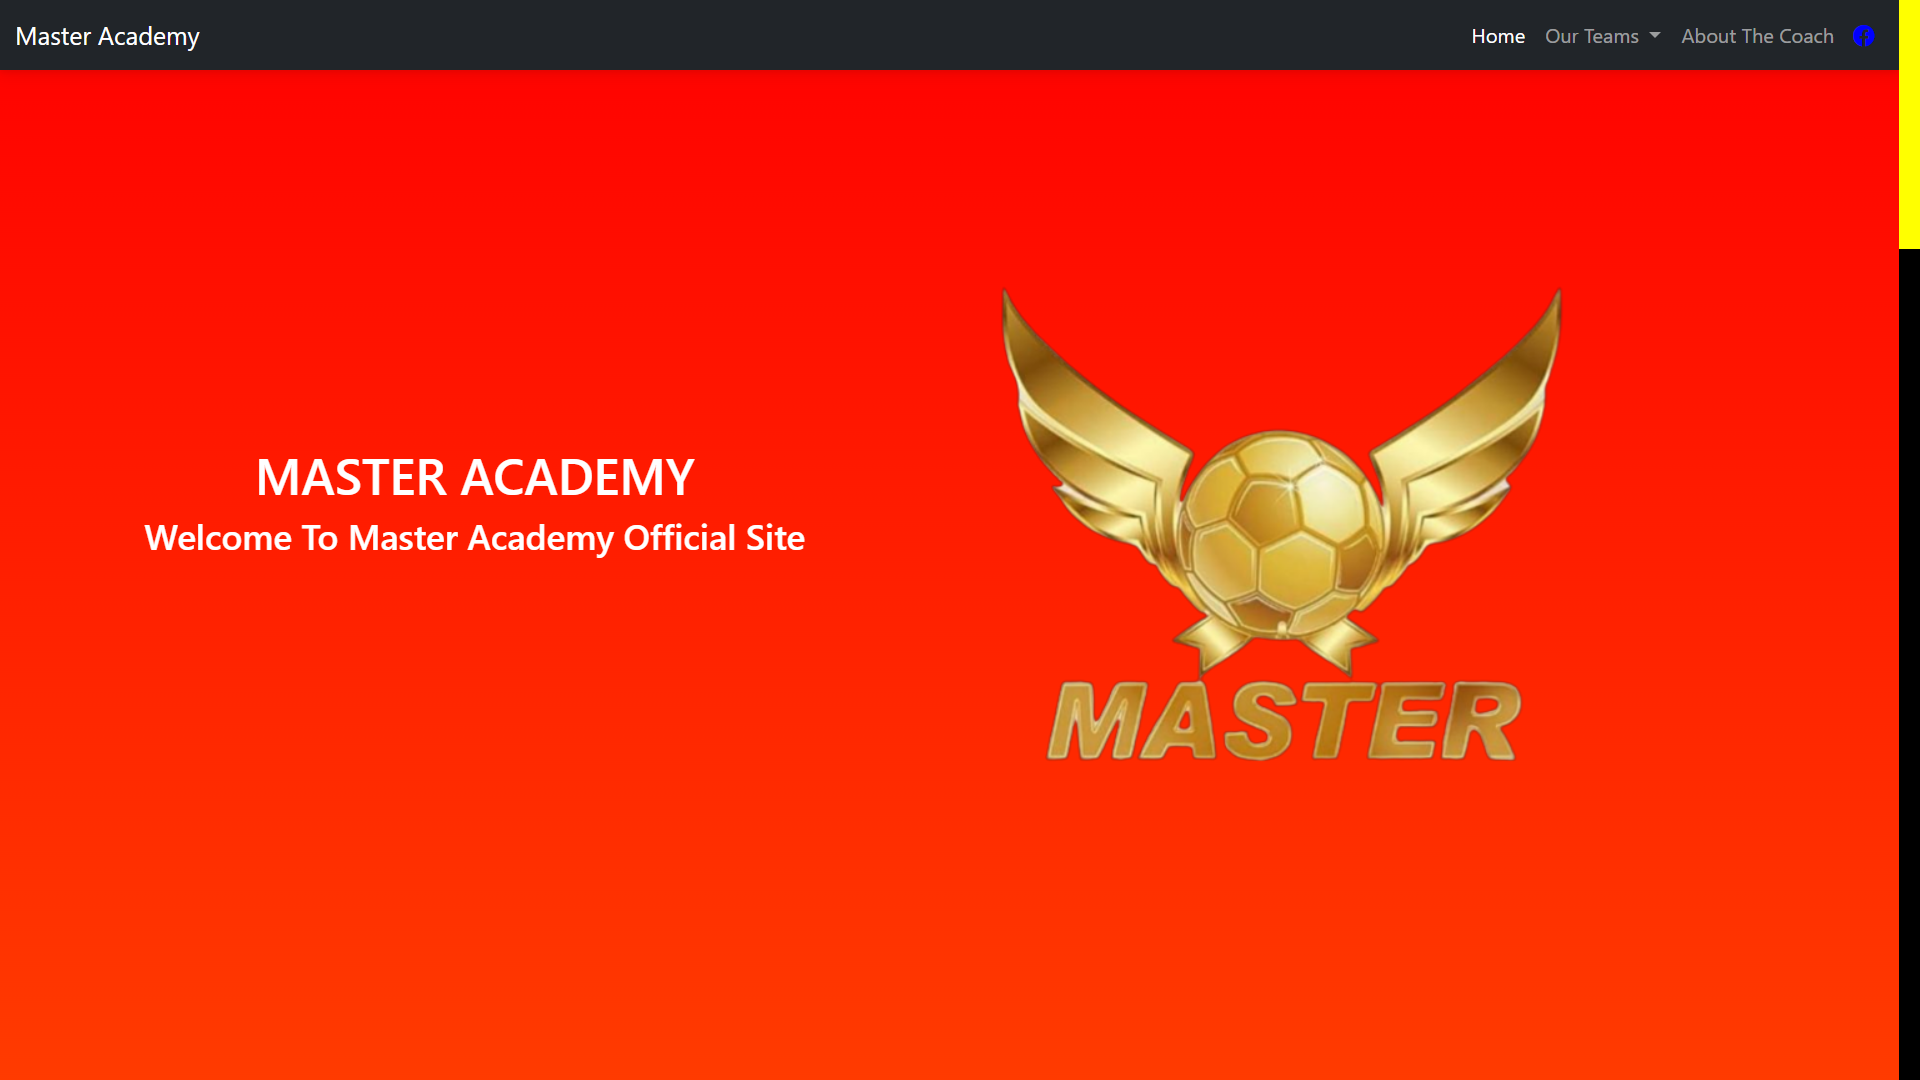 Master Academy
Home
Our Teams
About The Coach
MASTER ACADEMY
Welcome To Master Academy Official Site
MASTER